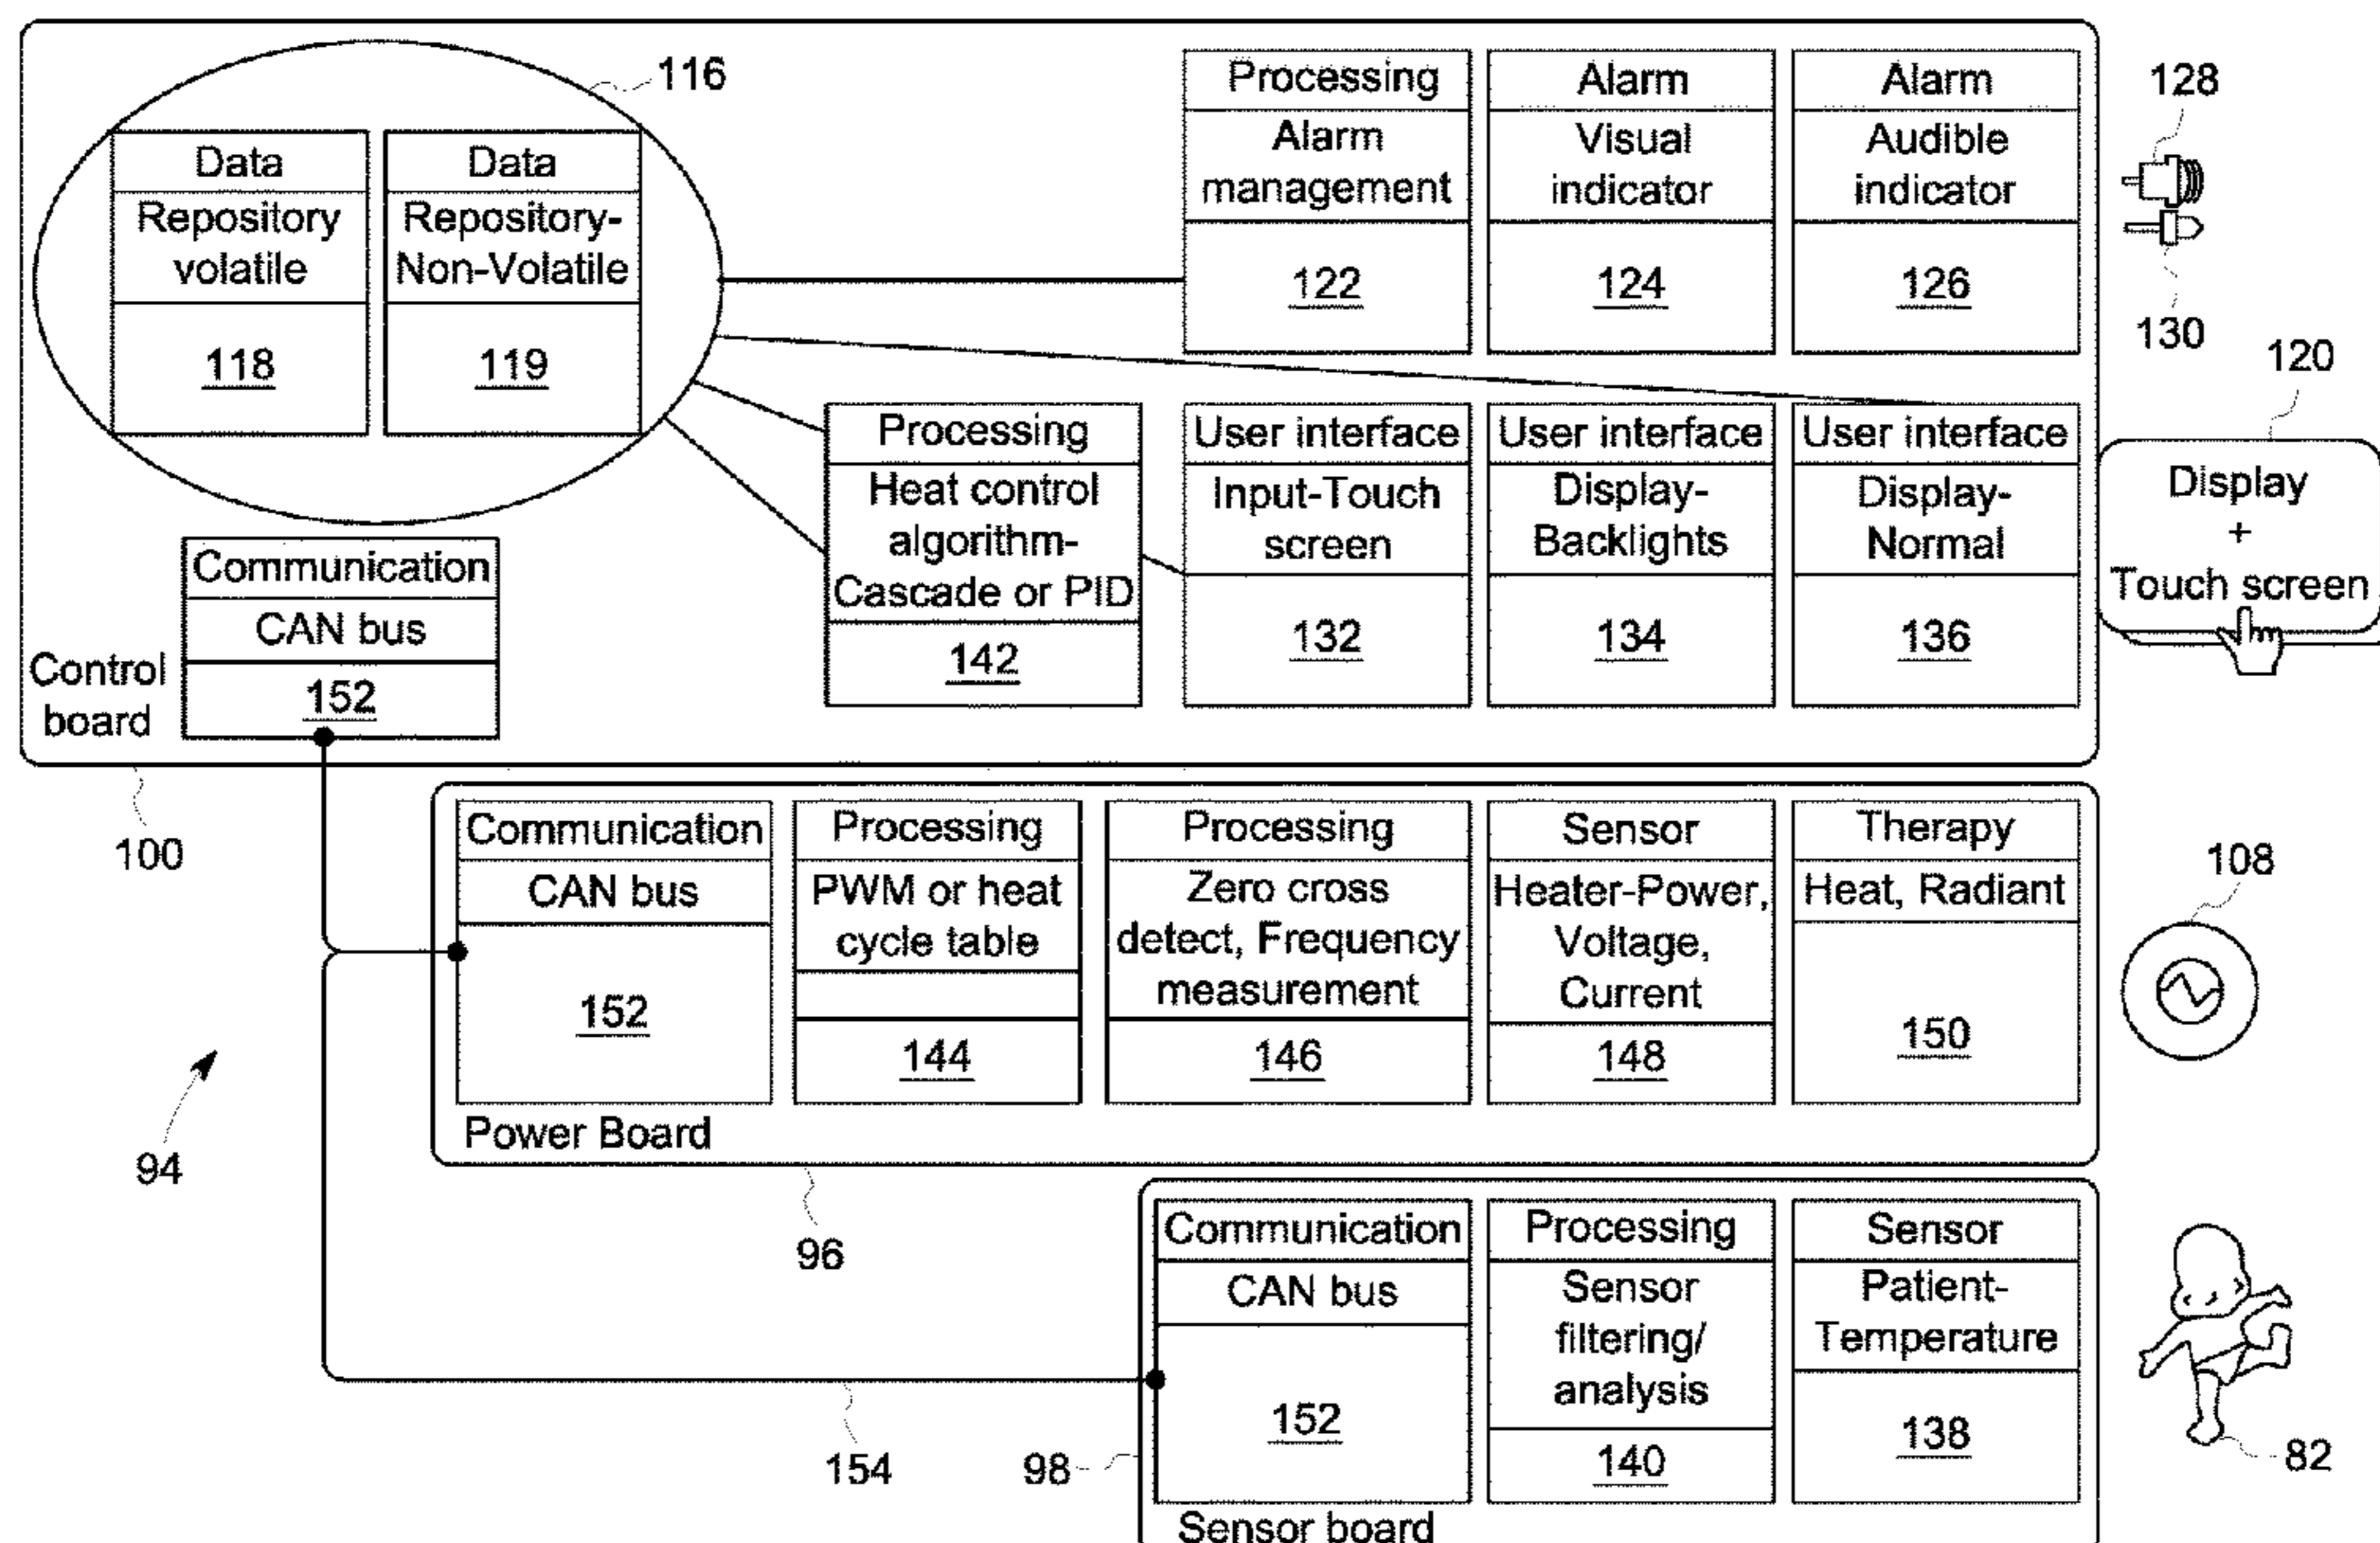 116
Data
Repository
volatile
118
Data
Repository-
Non-Volatile
119
Processing
Alarm
management
122
Alarm
Visual
indicator
124
Alarm
Audible
indicator
126
128
130
120
Processing
Heat control
algorithm-
Cascade or PID
142
User interface
Input-Touch
screen
132
User interface
Display-
Backlights
134
User interface
Display-
Normal
136
Display
+
Touch screen
Communication
CAN bus
152
Control
board
100
Communication
CAN bus
152
Processing
PWM or heat
cycle table
144
Processing
Zero cross
detect, Frequency
measurement
146
Sensor
Heater-Power,
Voltage,
Current
148
Therapy
Heat, Radiant
150
108
Power Board
94
96
Communication
CAN bus
152
Processing
Sensor
filtering/
analysis
140
Sensor
Patient-
Temperature
138
154
98
82
Sensor board